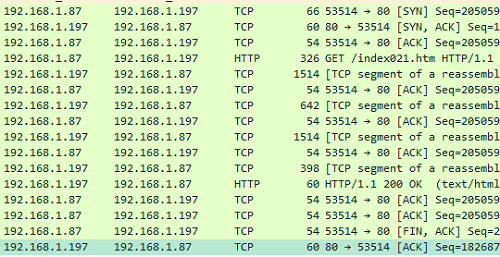 192.168.1.87 192.168.1.197 TCP 66 53514 → 80 [SYN] Seq=205059
192.168.1.197 192.168.1.87 TCP 60 80 → 53514 [SYN, ACK] Seq=1
192.168.1.87 192.168.1.197 TCP 54 53514 → 80 [ACK] Seq=205059
192.168.1.87 192.168.1.197 HTTP 326 GET /index021.htm HTTP/1.1
192.168.1.197 192.168.1.87 TCP 1514 [TCP segment of a reassembl
192.168.1.87 192.168.1.197 TCP 54 53514 → 80 [ACK] Seq=205059
192.168.1.197 192.168.1.87 TCP 642 [TCP segment of a reassembl
192.168.1.87 192.168.1.197 TCP 54 53514 → 80 [ACK] Seq=205059
192.168.1.197 192.168.1.87 TCP 1514 [TCP segment of a reassembl
192.168.1.87 192.168.1.197 TCP 54 53514 → 80 [ACK] Seq=205059
192.168.1.197 192.168.1.87 TCP 398 [TCP segment of a reassembl
192.168.1.197 192.168.1.87 HTTP 60 HTTP/1.1 200 OK (text/html
192.168.1.87 192.168.1.197 TCP 54 53514 → 80 [ACK] Seq=205059
192.168.1.87 192.168.1.197 TCP 54 53514 → 80 [ACK] Seq=205059
192.168.1.87 192.168.1.197 TCP 54 53514 → 80 [FIN, ACK] Seq=2
192.168.1.197 192.168.1.87 TCP 60 80 → 53514 [ACK] Seq=182687